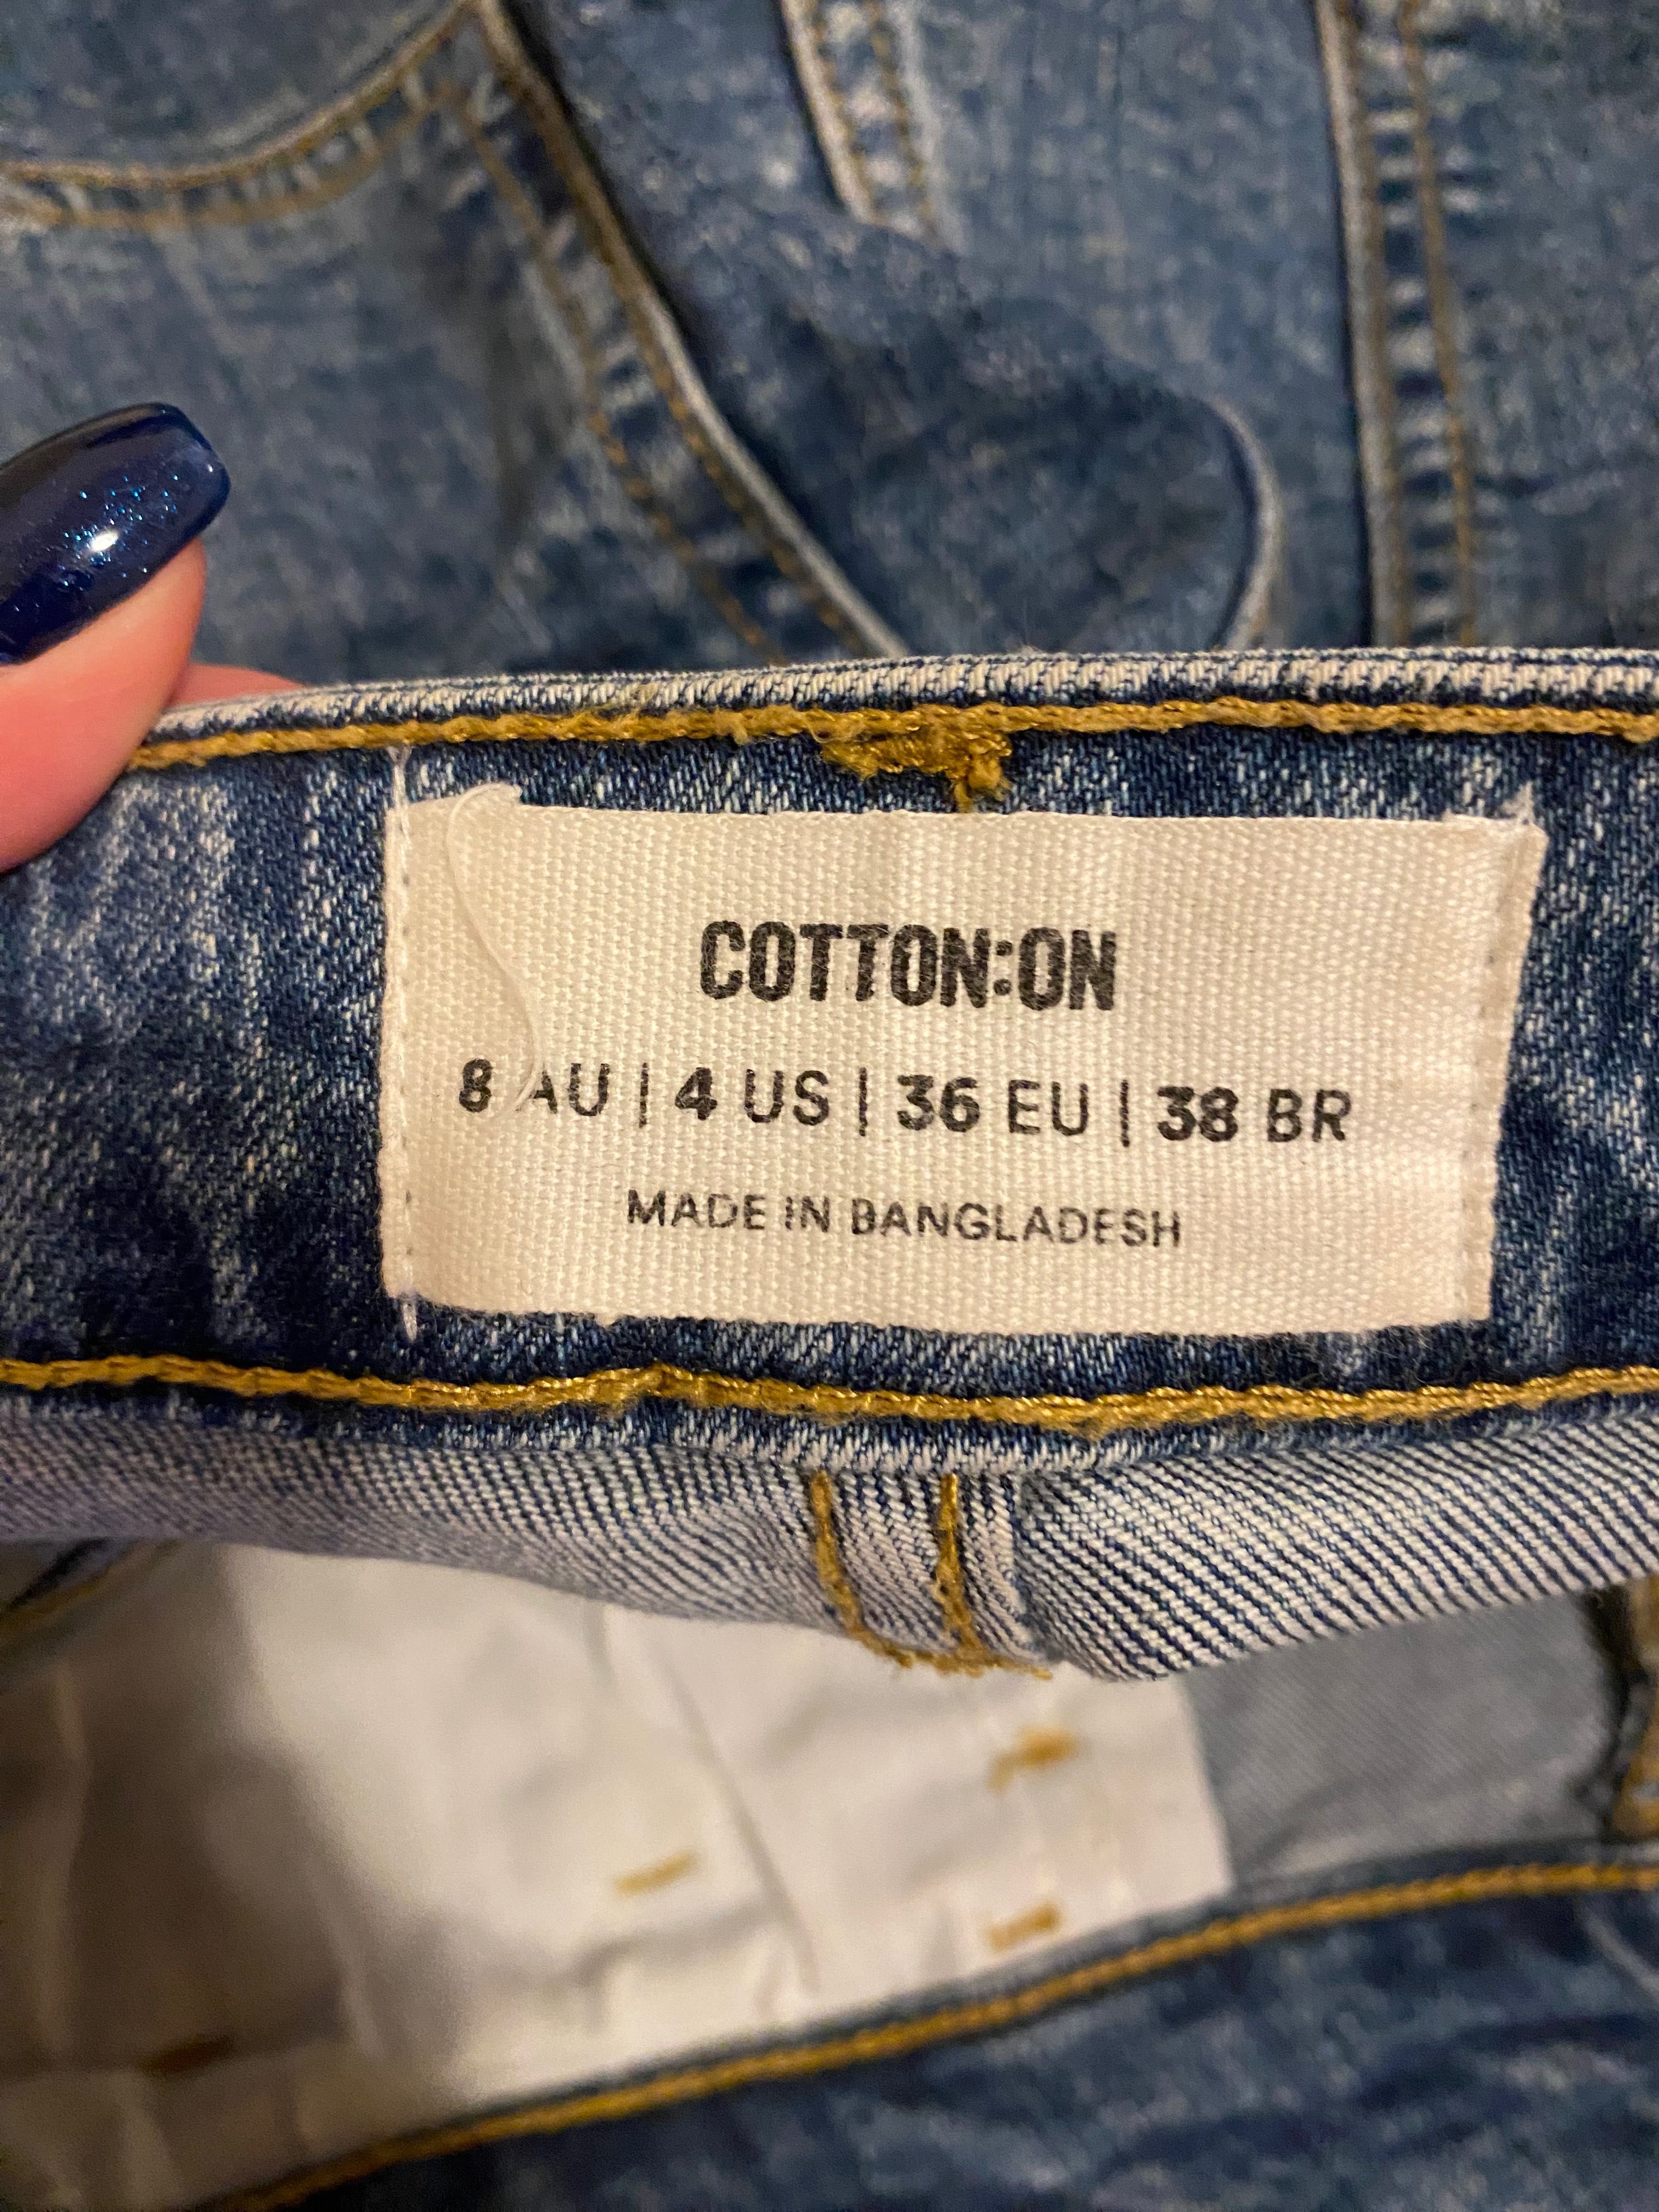 COTTON:ON
8 AU | 4 US | 36 EU | 38 BR
MADE IN BANGLADESH